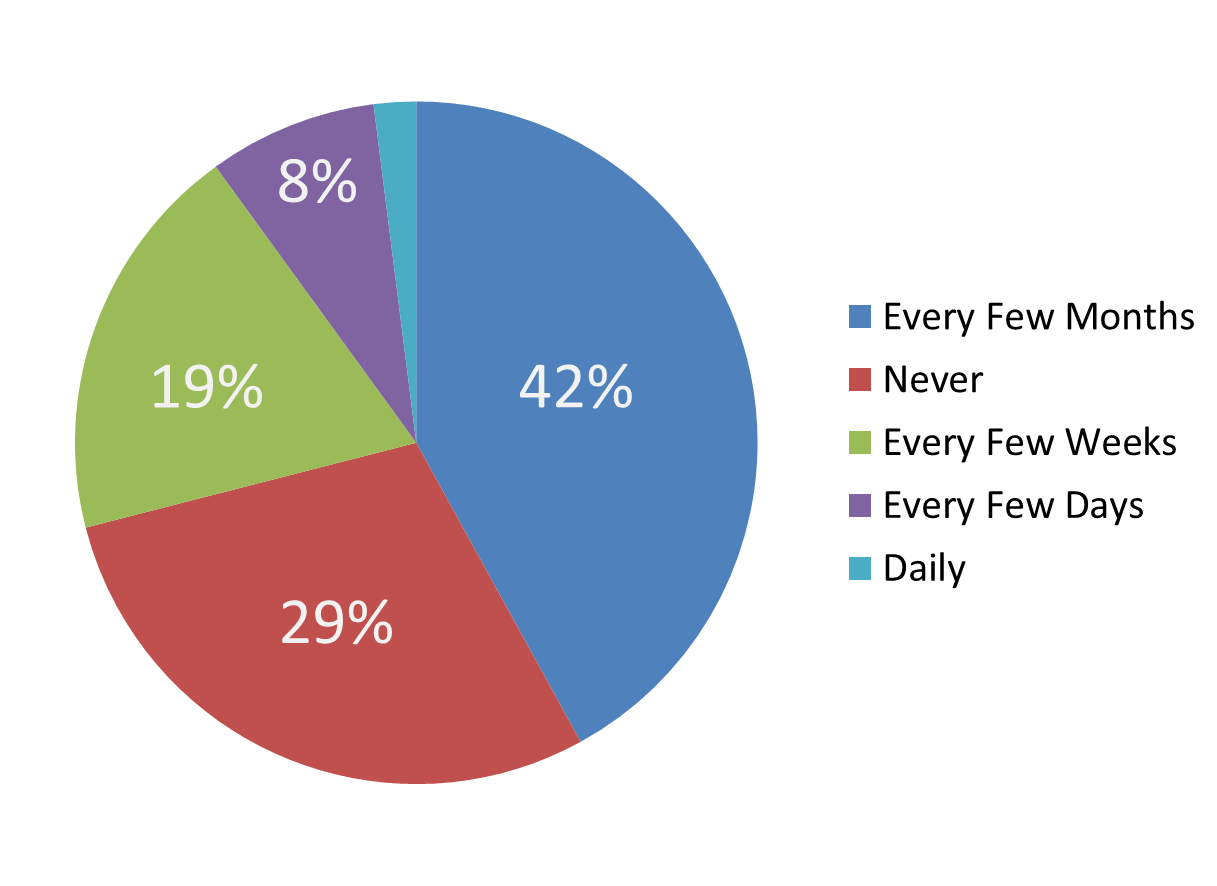 8%
19%
42%
29%
Every Few Months
Never
Every Few Weeks
Every Few Days
Daily